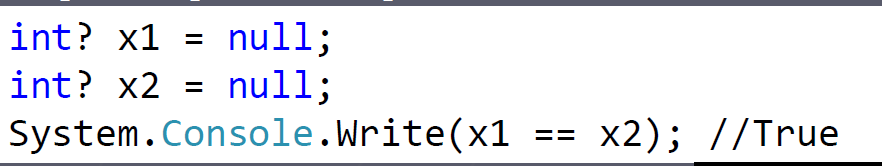 int? x1 = null;
int? x2 = null;
System.Console.Write(x1 == x2); //True